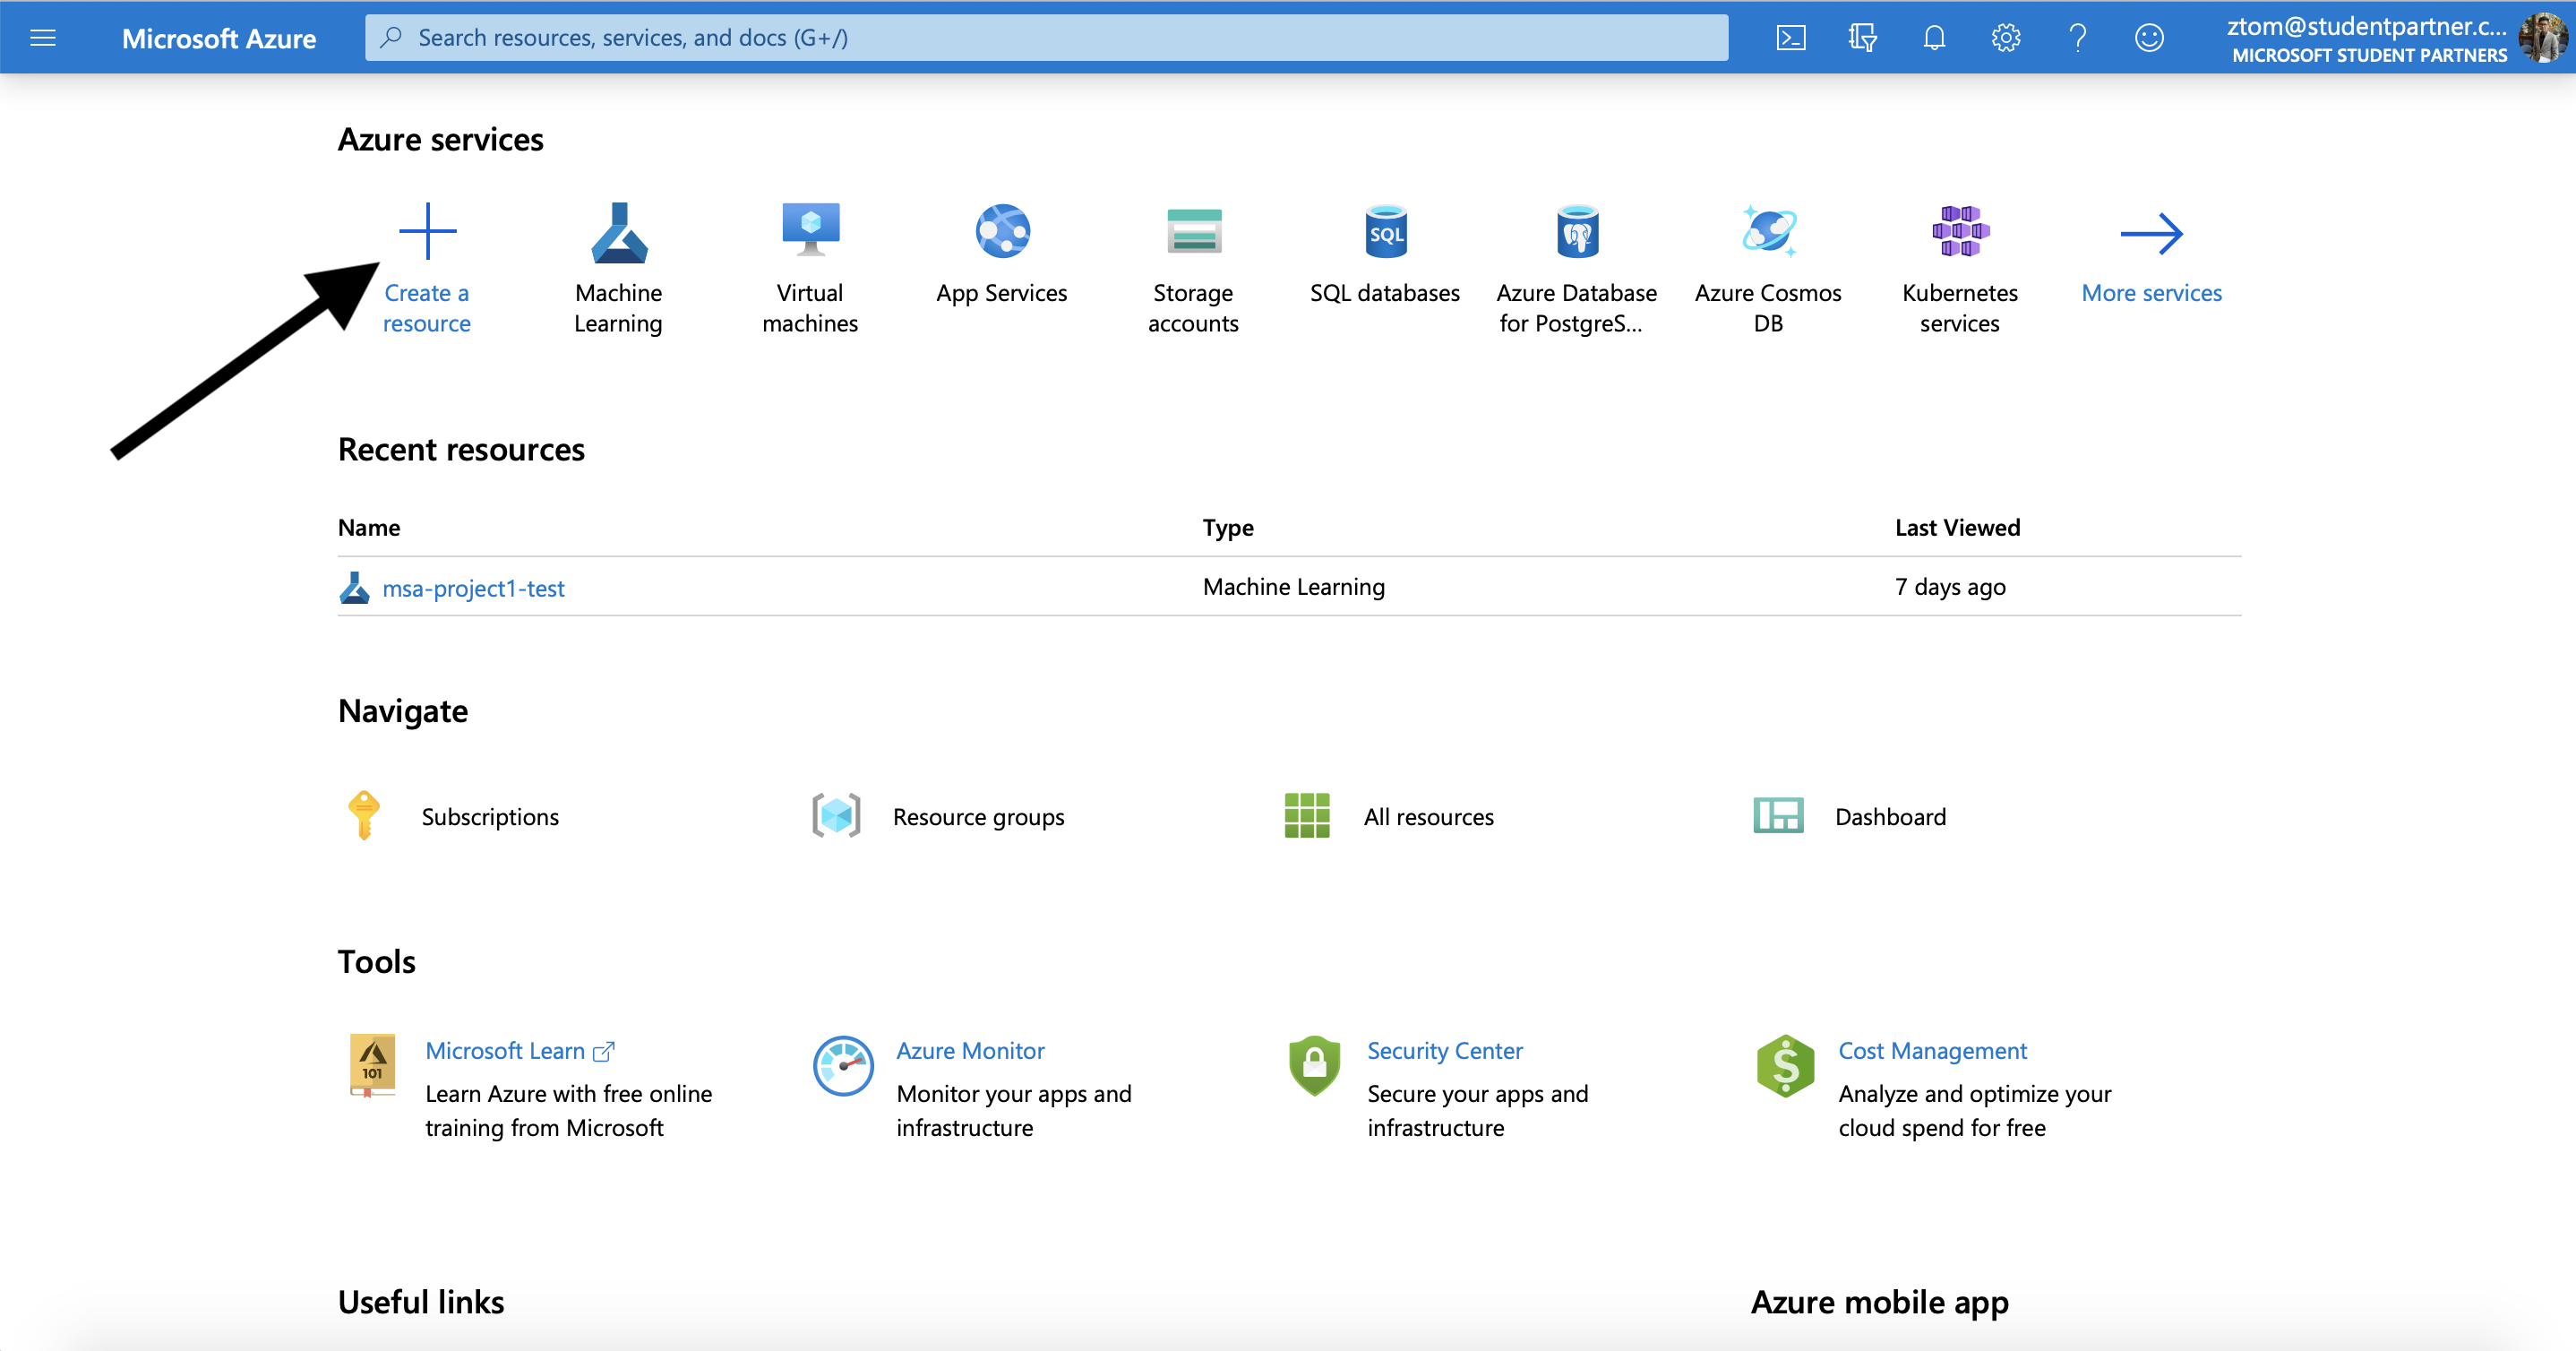 Microsoft Azure
Search resources, services, and docs (G+/)
ztom@studentpartner.c...
MICROSOFT STUDENT PARTNERS
Azure services
Create a
resource
Machine
Learning
Virtual
machines
App Services
Storage
accounts
SQL
SQL databases
Azure Database
for PostgreS...
Azure Cosmos
DB
Kubernetes
services
More services
Recent resources
Name
Type
Last Viewed
msa-project1-test
Machine Learning
7 days ago
Navigate
Subscriptions
Resource groups
All resources
Dashboard
Tools
101
Microsoft Learn
Learn Azure with free online
training from Microsoft
Azure Monitor
Monitor your apps and
infrastructure
Security Center
Secure your apps and
infrastructure
$
Cost Management
Analyze and optimize your
cloud spend for free
Useful links
Azure mobile app